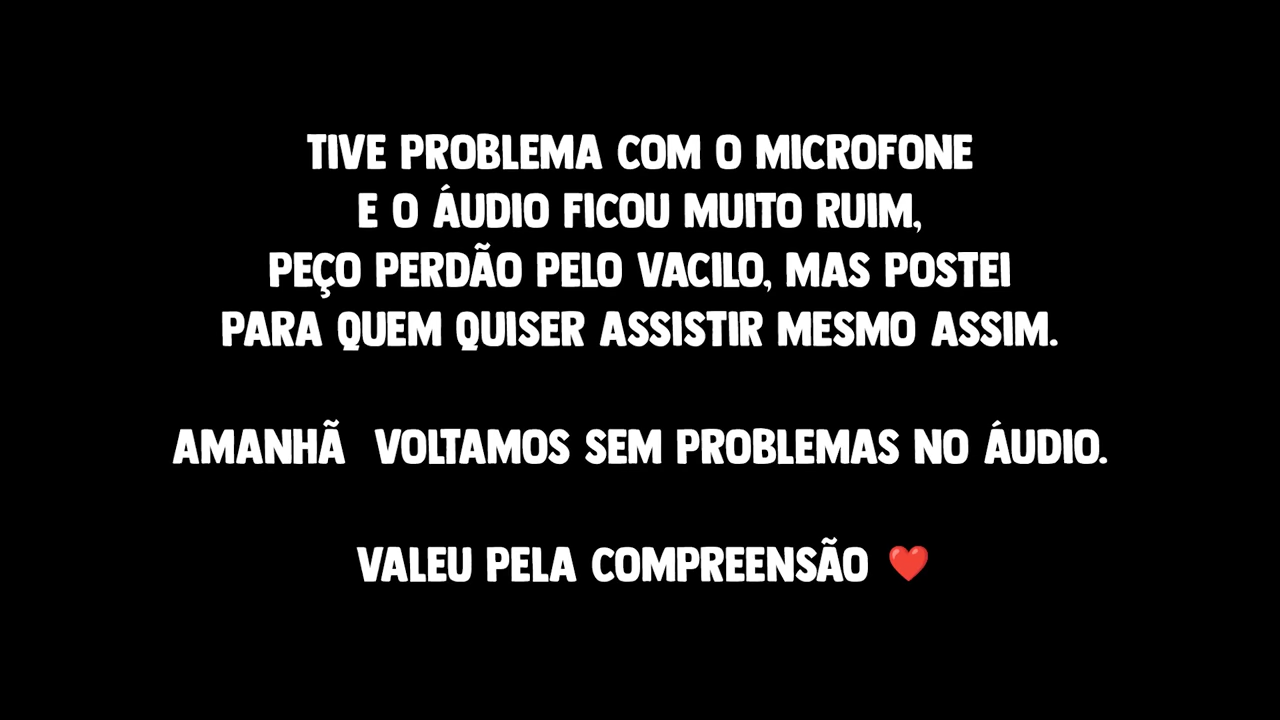 TIVE PROBLEMA COM O MICROFONE
E O ÁUDIO FICOU MUITO RUIM,
PEÇO PERDÃO PELO VACILO, MAS POSTEI
PARA QUEM QUISER ASSISTIR MESMO ASSIM.
AMANHÃ  VOLTAMOS SEM PROBLEMAS NO ÁUDIO.
VALEU PELA COMPREENSÃO ❤️